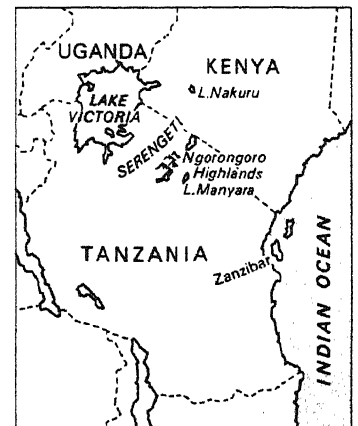 UGANDA
KENYA
LAKE
VICTORIA
L.Nakuru
SERENGETI
Ngorongoro
Highlands
L.Manyara
TANZANIA
Zanzibar
INDIAN OCEAN